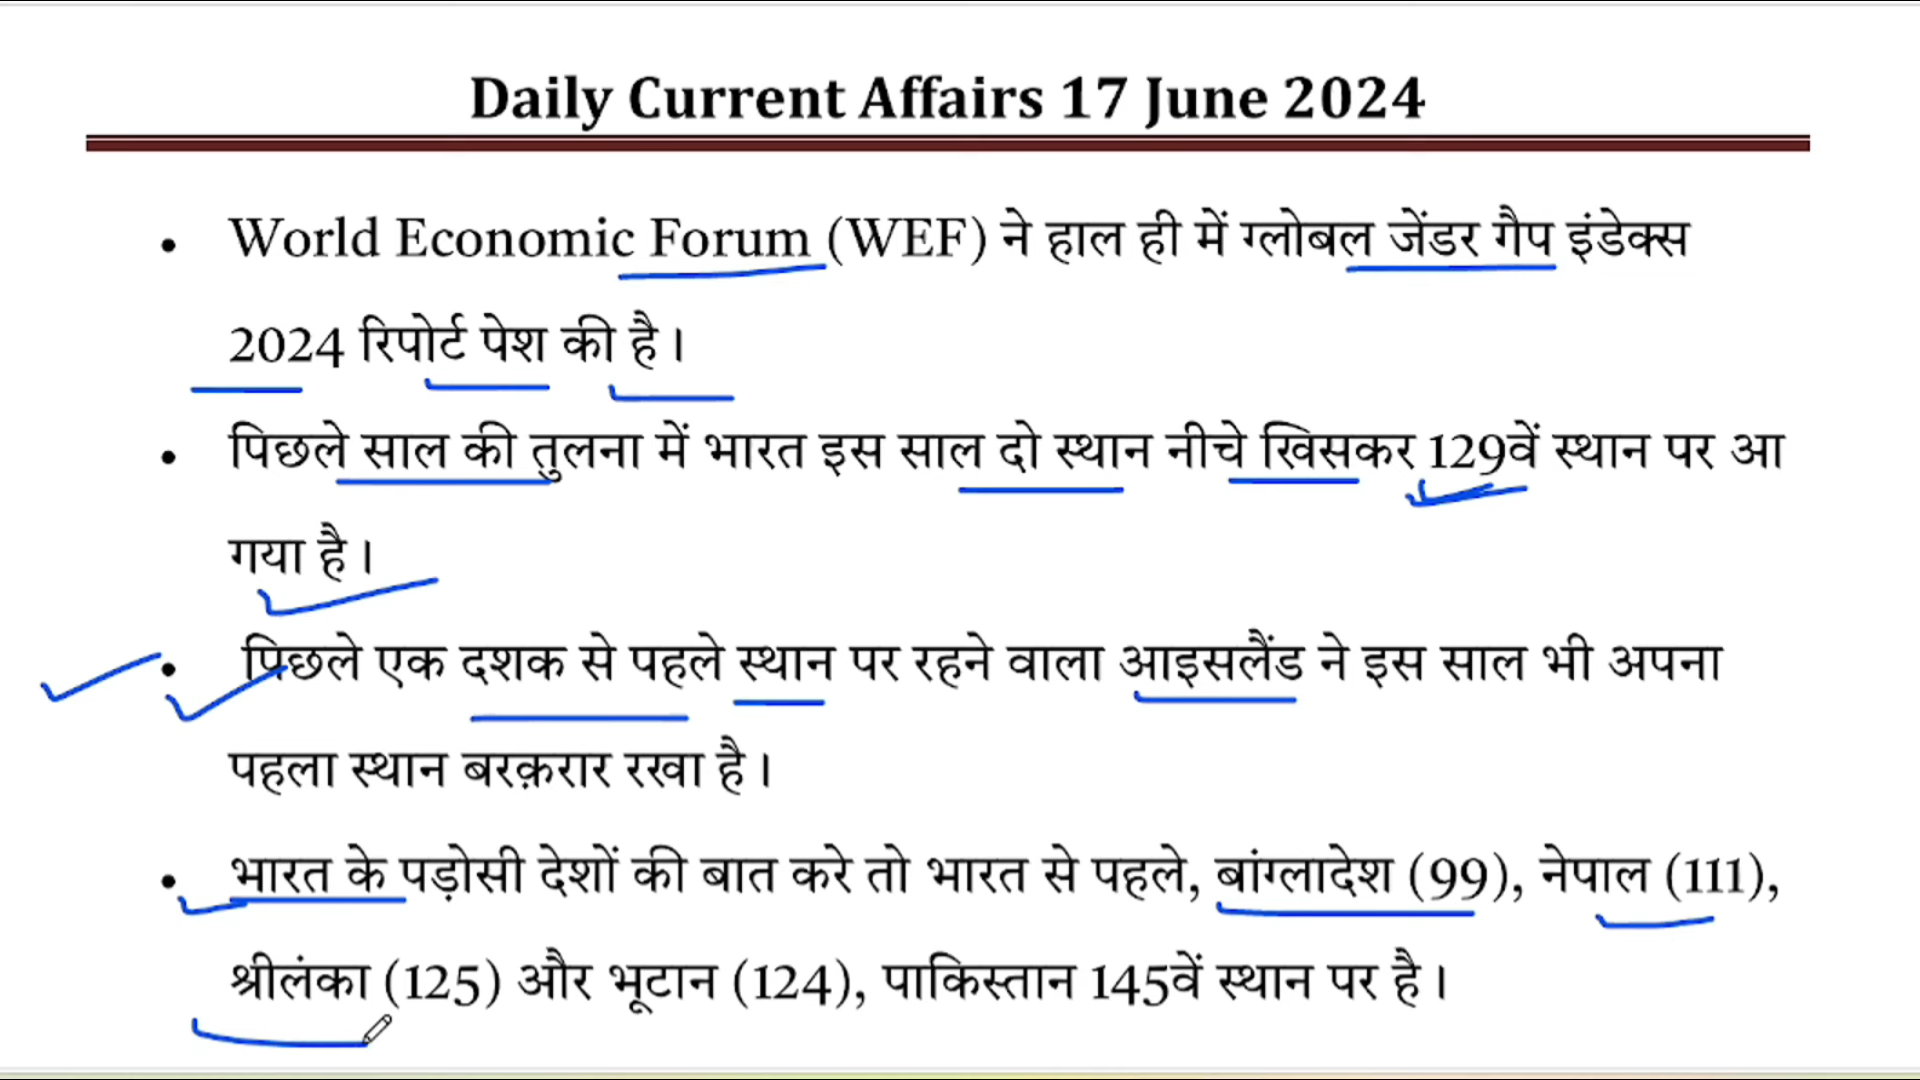 Daily Current Affairs 17 June 2024
• World Economic Forum (WEF) ने हाल ही में ग्लोबल जेंडर गैप इंडेक्स
2024 रिपोर्ट पेश की है।
• पिछले साल की तुलना में भारत इस साल दो स्थान नीचे खिसकर 129वें स्थान पर आ
गया है।
• पिछले एक दशक से पहले स्थान पर रहने वाला आइसलैंड ने इस साल भी अपना
पहला स्थान बरक़रार रखा है।
• भारत के पड़ोसी देशों की बात करे तो भारत से पहले, बांग्लादेश (99), नेपाल (111),
श्रीलंका (125) और भूटान (124), पाकिस्तान 145वें स्थान पर है।